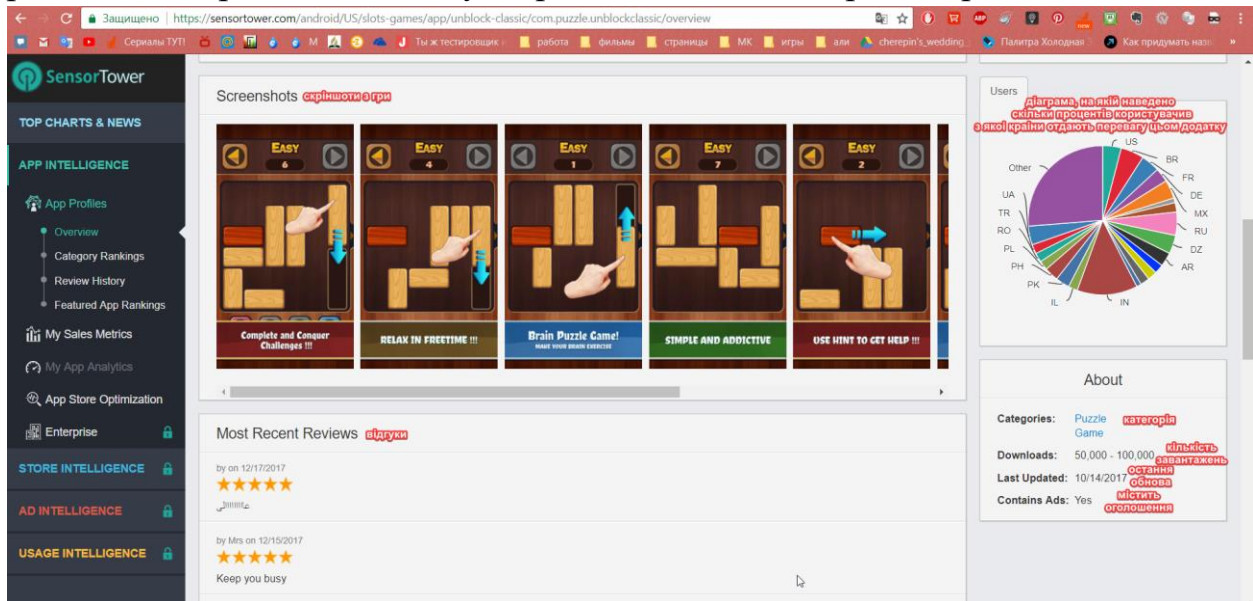 Защищено
https://sensortower.com/android/US/slots-games/app/unblock-classic/com.puzzle.unblockclassic/overview
Сериалы ТУТ!
М
Ты ж тестировщик
работа
фильмы
страницы
МК
игры
али
cherepin's_wedding
Палитра Холодная
Как придумать назв
SensorTower
TOP CHARTS & NEWS
APP INTELLIGENCE
App Profiles
Overview
Category Rankings
Review History
Featured App Rankings
My Sales Metrics
My App Analytics
App Store Optimization
Enterprise
STORE INTELLIGENCE
AD INTELLIGENCE
USAGE INTELLIGENCE
Screenshots скріншоти з гри
EASY
6
Complete and Conquer
Challenges !!!
EASY
4
RELAX IN FREETIME !!!
EASY
1
Brain Puzzle Game!
MAKE YOUR BRAIN EXERCISE
EASY
7
SIMPLE AND ADDICTIVE
EASY
2
USE HINT TO GET HELP !!!
Most Recent Reviews відгуки
by on 12/17/2017
by Mrs on 12/15/2017
Keep you busy
Users
діаграма, на якій наведено
скільки процентів користувачив
з якої країни отдають перевагу цьом додатку
US
BR
FR
DE
MX
RU
DZ
AR
IN
IL
PK
PH
PL
RO
TR
UA
Other
About
Categories: Puzzle категорія
Game
Downloads: 50,000 - 100,000 кількість
завантажень
Last Updated: 10/14/2017 остання
обнова
Contains Ads: Yes містить
оголошення